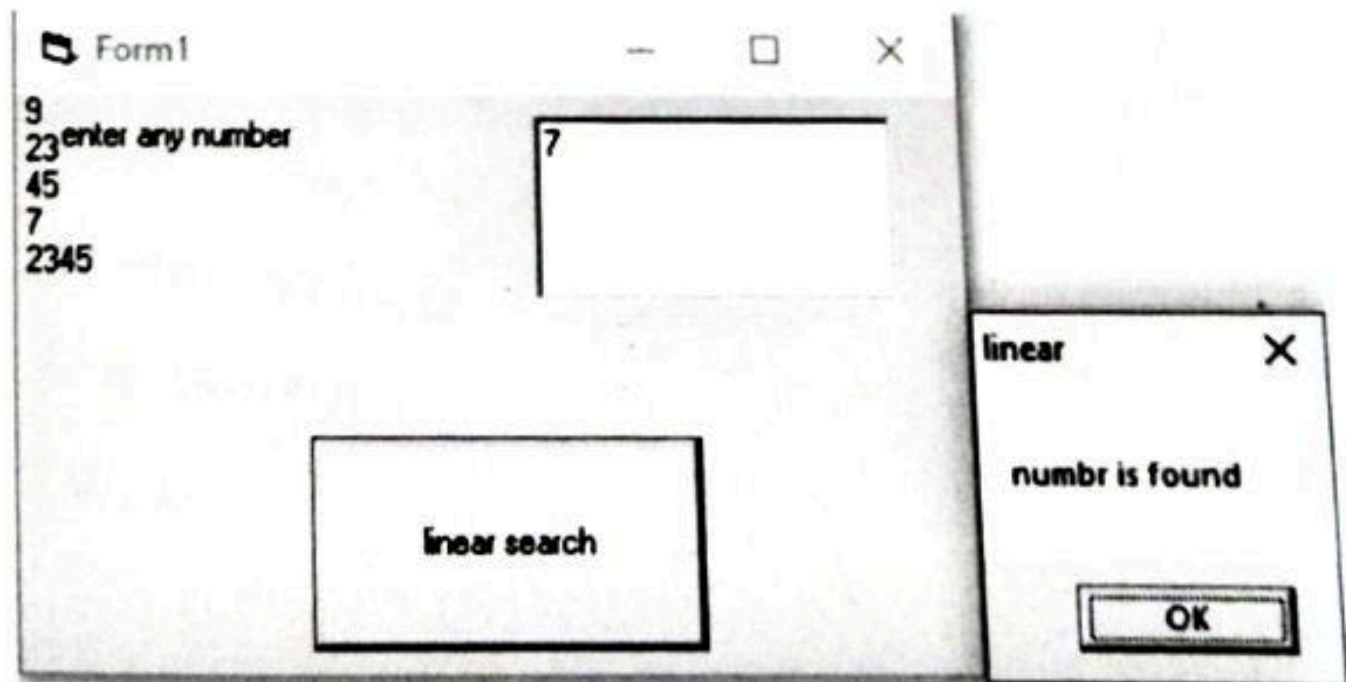 Form1
9
enter any number
23
7
45
7
2345
linear search
linear
numbr is found
OK